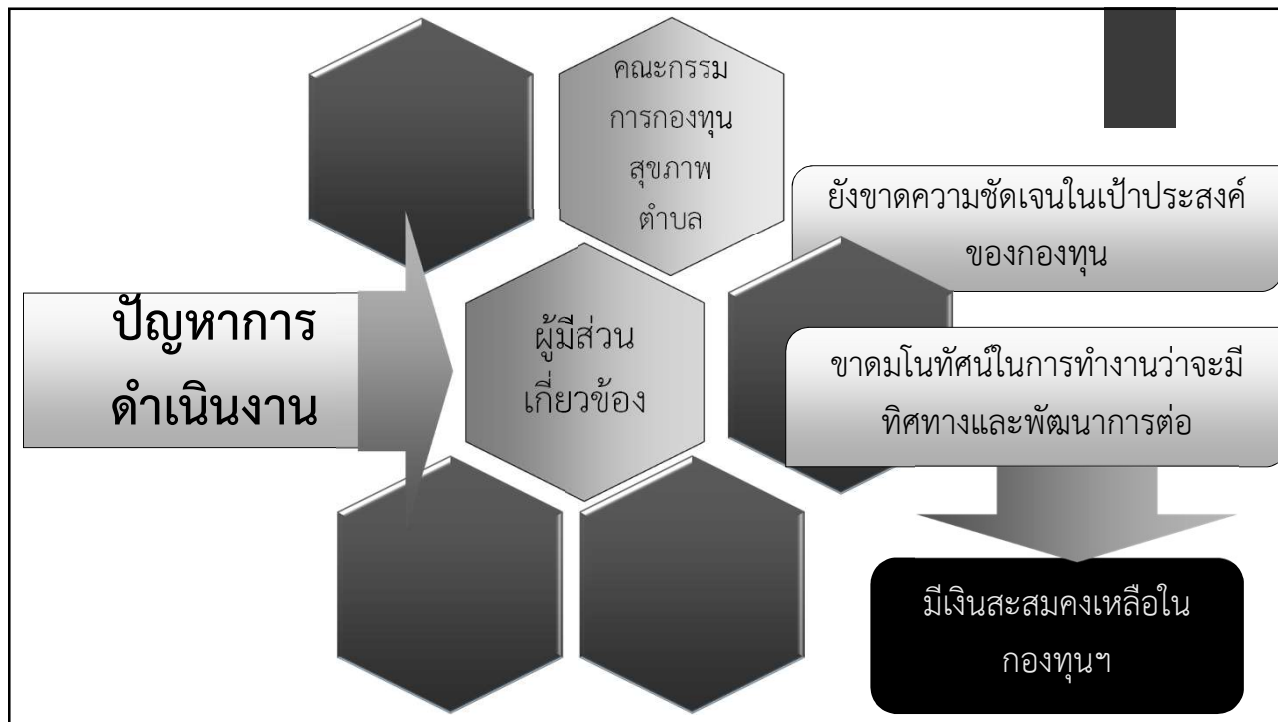 ปัญหาการ
ดำเนินงาน
คณะกรรม
การกองทุน
สุขภาพ
ตำบล
ผู้มีส่วน
เกี่ยวข้อง
ยังขาดความชัดเจนในเป้าประสงค์
ของกองทุน
ขาดมโนทัศน์ในการทำงานว่าจะมี
ทิศทางและพัฒนาการต่อ
มีเงินสะสมคงเหลือใน
กองทุนฯ